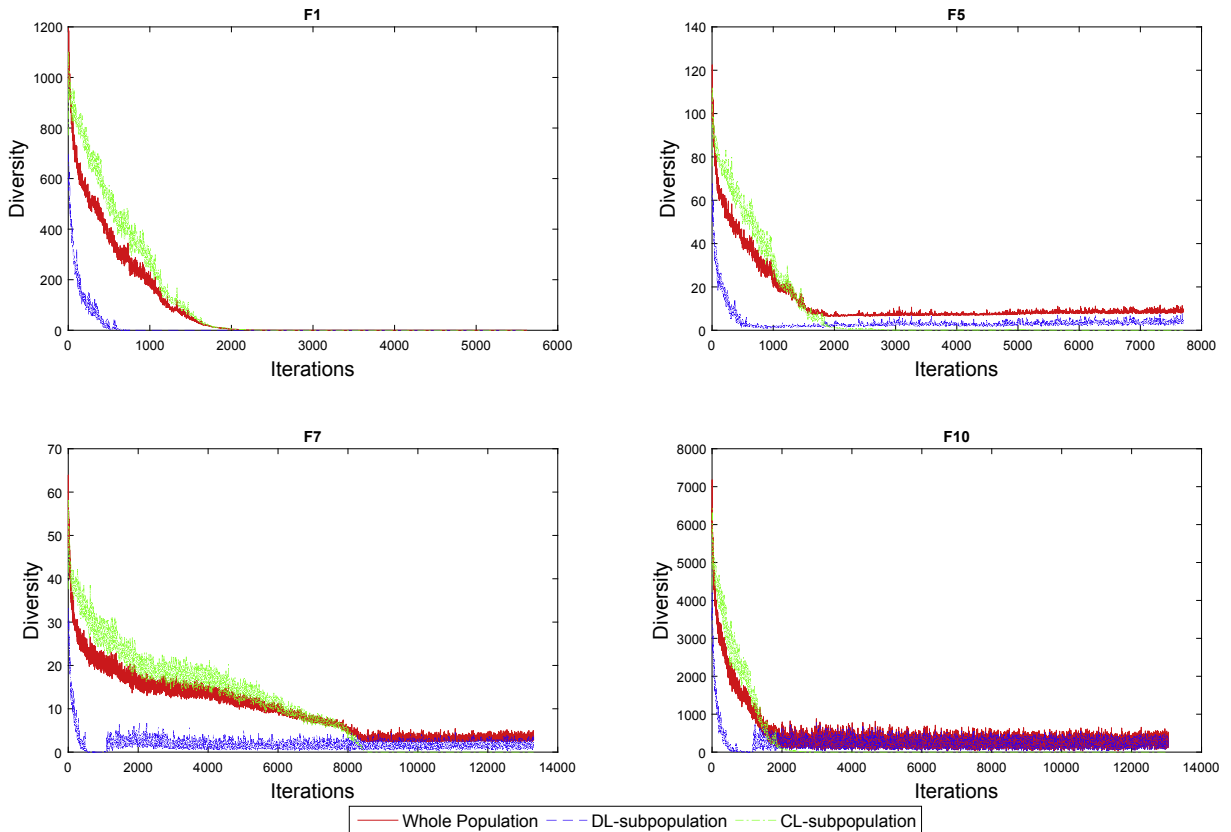 F1
1200
1000
800
600
400
200
0
Diversity
0 1000 2000 3000 4000 5000 6000
Iterations
F5
140
120
100
80
60
40
20
0
Diversity
0 1000 2000 3000 4000 5000 6000 7000 8000
Iterations
F7
70
60
50
40
30
20
10
0
Diversity
0 2000 4000 6000 8000 10000 12000 14000
Iterations
F10
8000
7000
6000
5000
4000
3000
2000
1000
0
Diversity
0 2000 4000 6000 8000 10000 12000 14000
Iterations
Whole Population DL-subpopulation CL-subpopulation